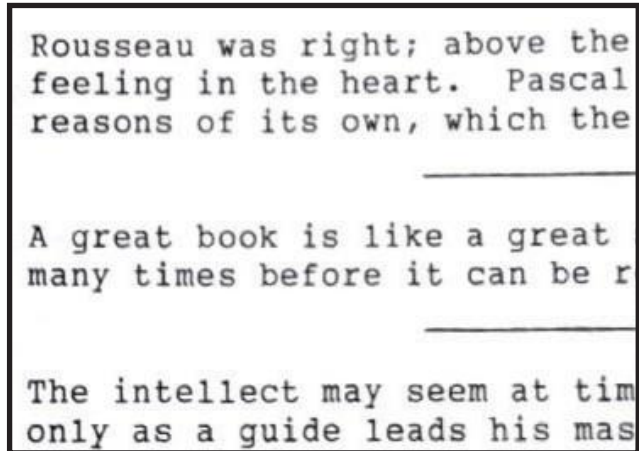 Rousseau was right; above the
feeling in the heart.  Pascal
reasons of its own, which the
A great book is like a great
many times before it can be r
The intellect may seem at tim
only as a guide leads his mas